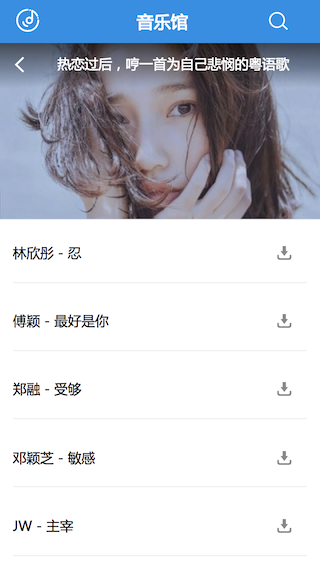 音乐馆
热恋过后，哼一首为自己悲悯的粤语歌
林欣彤 - 忍
傅颖 - 最好是你
郑融 - 受够
邓颖芝 - 敏感
JW - 主宰